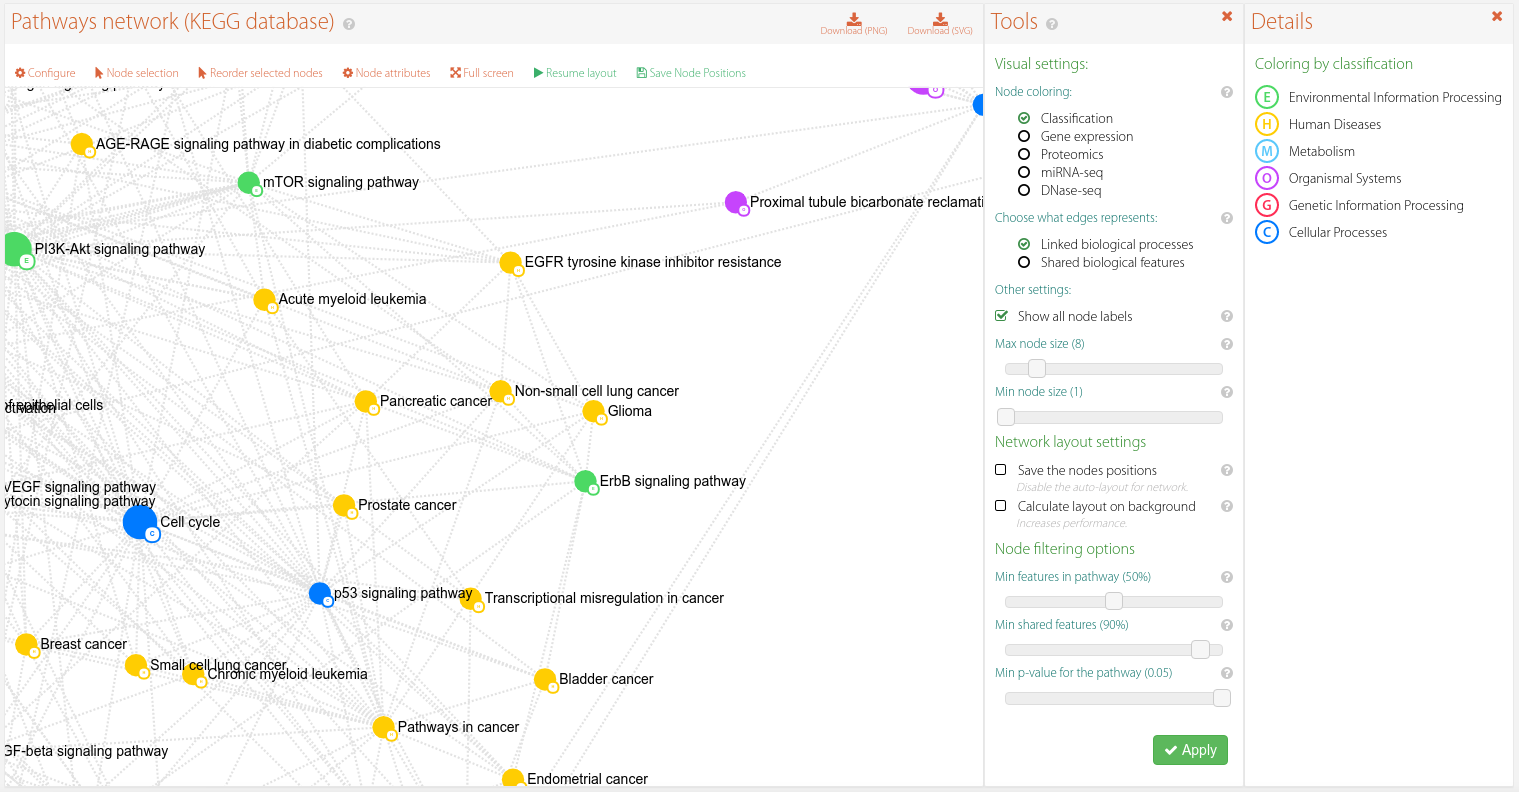 Pathways network (KEGG database) ?
Download (PNG)
Download (SVG)
Configure
Node selection
Reorder selected nodes
Node attributes
Full screen
Resume layout
Save Node Positions
AGE-RAGE signaling pathway in diabetic complications
mTOR signaling pathway
Proximal tubule bicarbonate reclamati
PI3K-Akt signaling pathway
E
EGFR tyrosine kinase inhibitor resistance
Acute myeloid leukemia
Non-small cell lung cancer
Pancreatic cancer
Glioma
of epithelial cells
ErbB signaling pathway
VEGF signaling pathway
ytocin signaling pathway
Prostate cancer
Cell cycle
C
p53 signaling pathway
Transcriptional misregulation in cancer
Breast cancer
Small cell lung cancer
Chronic myeloid leukemia
Bladder cancer
Pathways in cancer
GF-beta signaling pathway
Endometrial cancer
Tools ?
Visual settings:
Node coloring: ?
Classification
Gene expression
Proteomics
miRNA-seq
DNase-seq
Choose what edges represents: ?
Linked biological processes
Shared biological features
Other settings:
Show all node labels ?
Max node size (8) ?
Min node size (1) ?
Network layout settings
Save the nodes positions ?
Disable the auto-layout for network.
Calculate layout on background ?
Increases performance.
Node filtering options
Min features in pathway (50%) ?
Min shared features (90%) ?
Min p-value for the pathway (0.05) ?
Apply
Details
Coloring by classification
E Environmental Information Processing
H Human Diseases
M Metabolism
O Organismal Systems
G Genetic Information Processing
C Cellular Processes